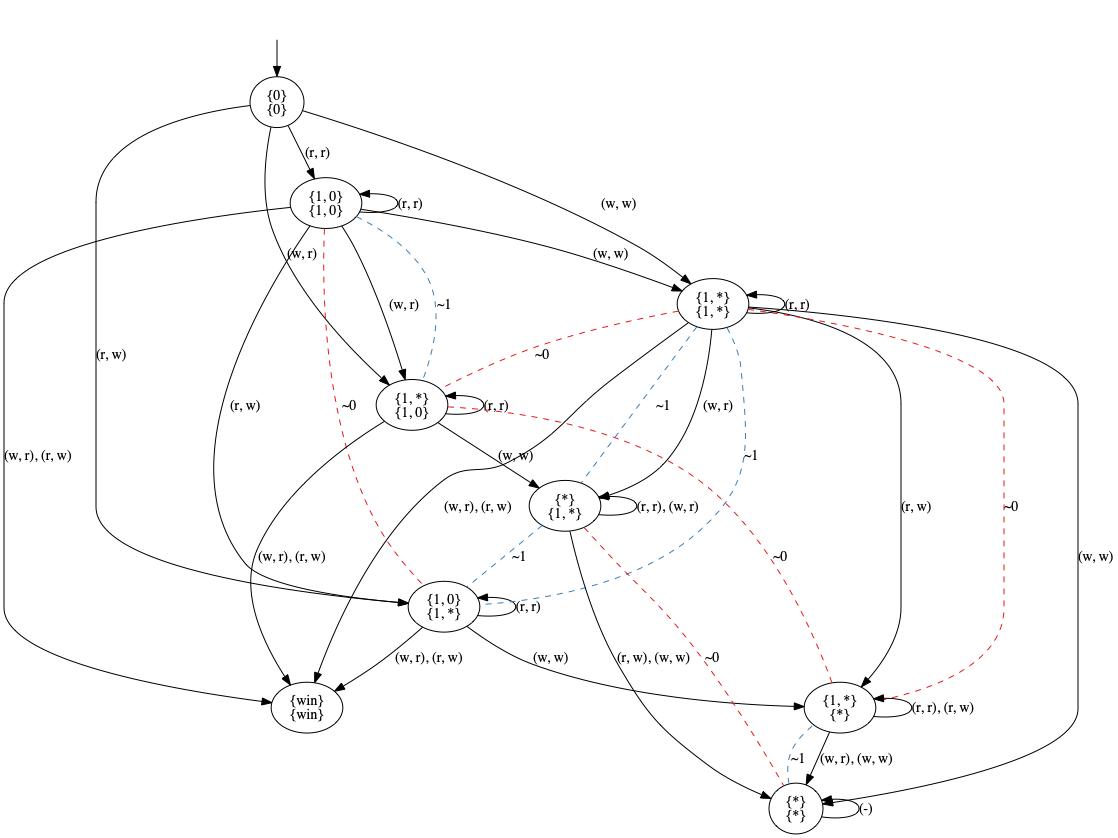 {0}
{0}
(r, r)
{1, 0}
{1, 0}
(r, r)
(w, w)
(w, r)
(w, w)
{1, *}
{1, *}
(r, r)
(w, r)
~1
(r, w)
~0
{1, *}
{1, 0}
(r, r)
(r, w)
~0
~1
(w, r)
(w, r), (r, w)
(w, w)
~1
{*}
{1, *}
(r, r), (w, r)
(w, r), (r, w)
(r, w)
~0
(w, r), (r, w)
~1
~0
(w, w)
{1, 0}
{1, *}
(r, r)
(w, r), (r, w)
(w, w)
(r, w), (w, w)
~0
{win}
{win}
{1, *}
{*}
(r, r), (r, w)
~1
(w, r), (w, w)
{*}
{*}
(-)